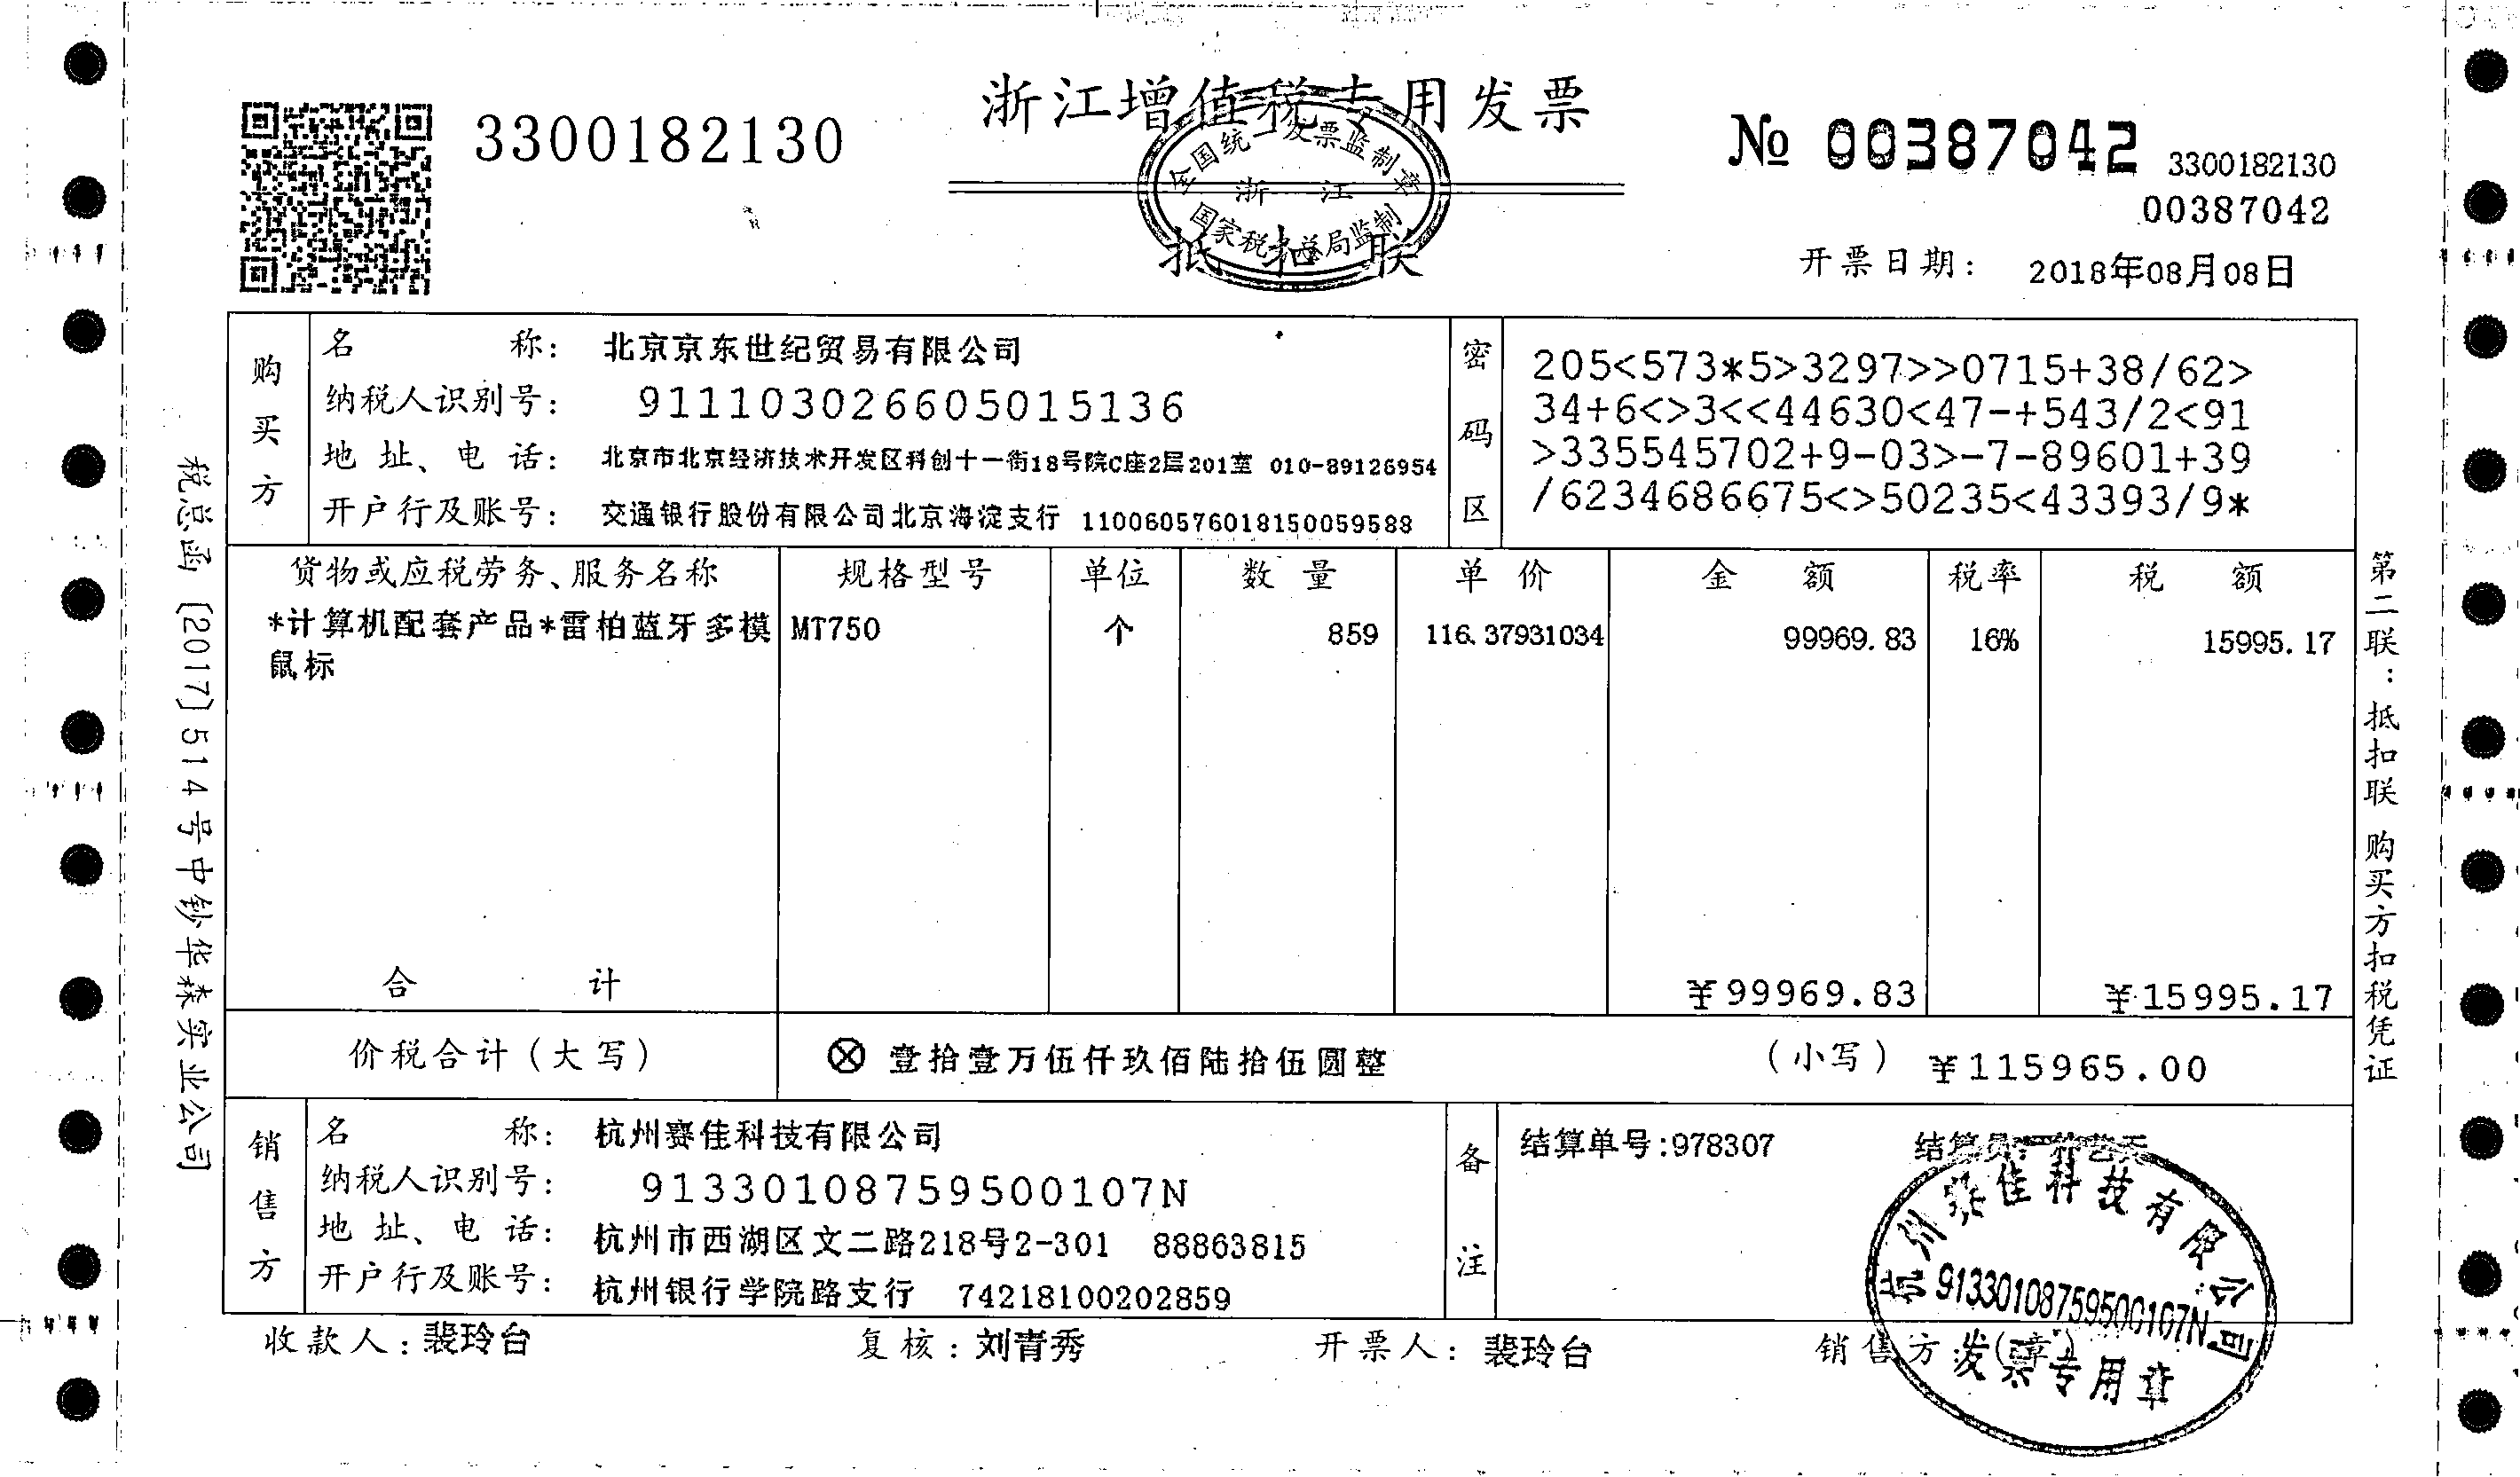 浙江增值税专用发票
3300182130
No 00387042
3300182130
00387042
全国统一发票监制章
浙 江
国家税务总局监制
抵扣联
开票日期: 2018年08月08日
购买方
名 称: 北京京东世纪贸易有限公司
纳税人识别号: 911103026605015136
地 址、电 话: 北京市北京经济技术开发区科创十一街18号院C座2层201室 010-89126954
开户行及账号: 交通银行股份有限公司北京海淀支行 110060576018150059588
密码区
205<573*5>3297>>0715+38/62>
34+6<>3<<44630<47-+543/2<91
>335545702+9-03>-7-89601+39
/6234686675<>50235<43393/9*
货物或应税劳务、服务名称 规格型号 单位 数 量 单 价 金 额 税率 税 额
*计算机配套产品*雷柏蓝牙多模 MT750 个 859 116.37931034 99969.83 16% 15995.17
鼠标
合 计 ¥99969.83 ¥15995.17
价税合计(大写) ⊗ 壹拾壹万伍仟玖佰陆拾伍圆整 (小写) ¥115965.00
销售方
名 称: 杭州赛佳科技有限公司
纳税人识别号: 91330108759500107N
地 址、电 话: 杭州市西湖区文二路218号2-301 88863815
开户行及账号: 杭州银行学院路支行 74218100202859
备注
结算单号:978307 结算员:
收款人:裴玲台 复核:刘青秀 开票人:裴玲台 销售方:(章)
杭州赛佳科技有限公司
91330108759500107N
发票专用章
税总函〔2017〕514号中钞华森实业公司
第二联:抵扣联 购买方扣税凭证